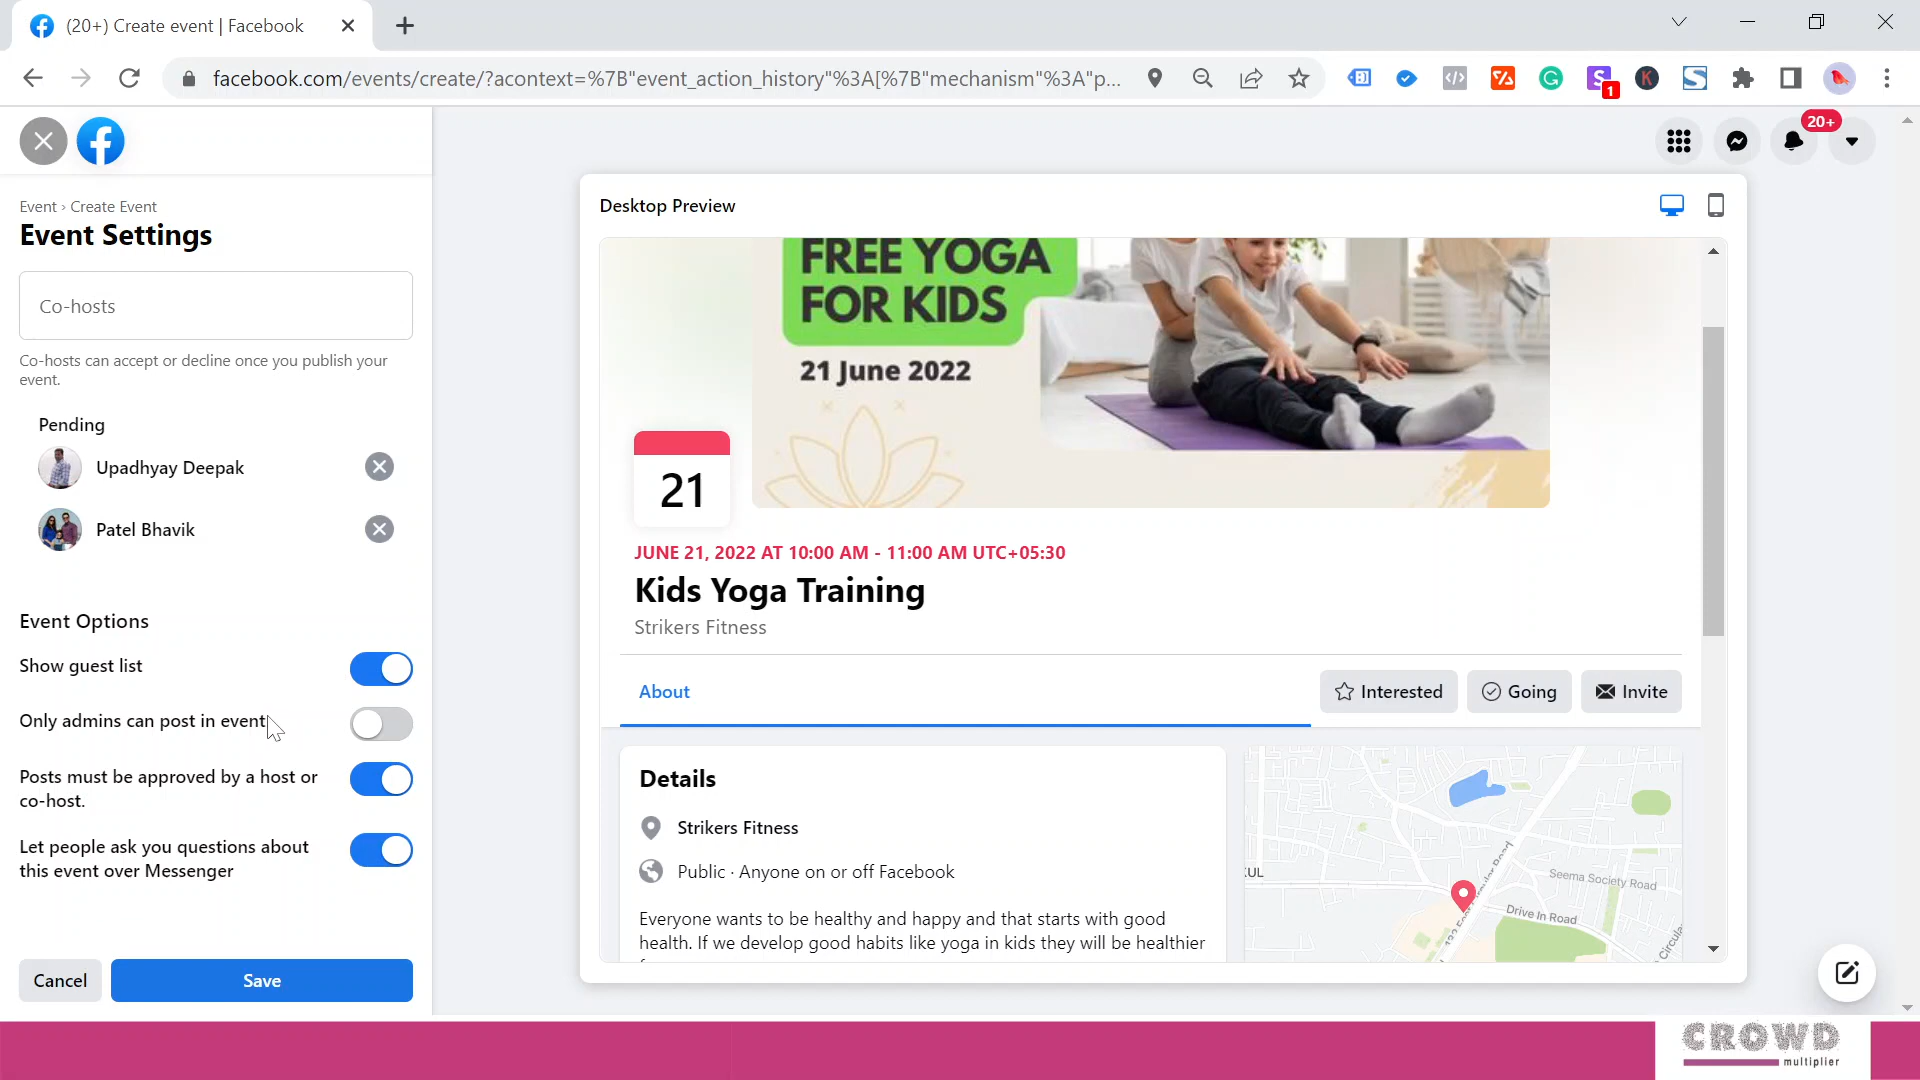 (20+) Create event | Facebook
facebook.com/events/create/?acontext=%7B"event_action_history"%3A[%7B"mechanism"%3A"p...
1
20+
Event › Create Event
Event Settings
Co-hosts
Co-hosts can accept or decline once you publish your
event.
Pending
Upadhyay Deepak
Patel Bhavik
Event Options
Show guest list
Only admins can post in event
Posts must be approved by a host or
co-host.
Let people ask you questions about
this event over Messenger
Cancel
Save
Desktop Preview
FREE YOGA
FOR KIDS
21 June 2022
21
JUNE 21, 2022 AT 10:00 AM - 11:00 AM UTC+05:30
Kids Yoga Training
Strikers Fitness
About
Interested
Going
Invite
Details
Strikers Fitness
Public · Anyone on or off Facebook
Everyone wants to be healthy and happy and that starts with good
health. If we develop good habits like yoga in kids they will be healthier
KUL
Seema Society Road
Drive In Road
CROWD
multiplier